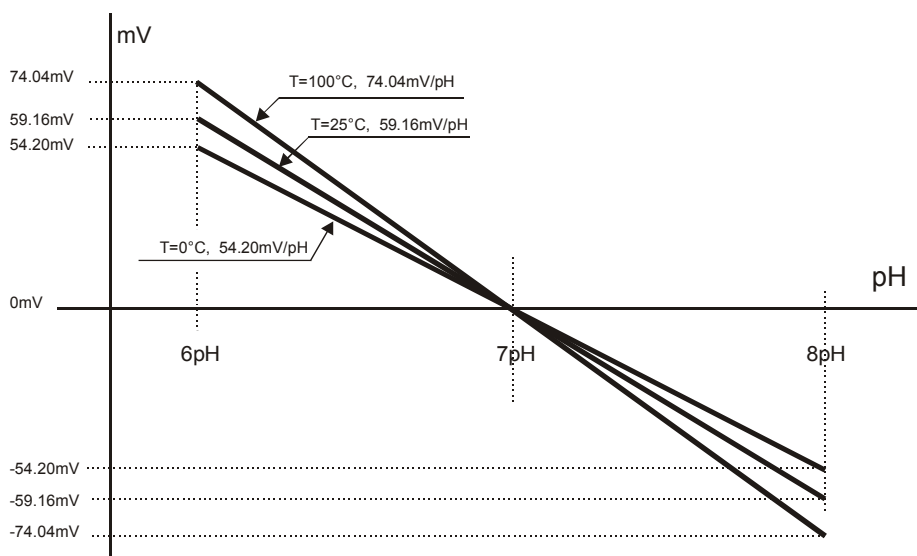 mV
74.04mV
T=100°C, 74.04mV/pH
59.16mV
T=25°C, 59.16mV/pH
54.20mV
T=0°C, 54.20mV/pH
pH
0mV
6pH
7pH
8pH
-54.20mV
-59.16mV
-74.04mV